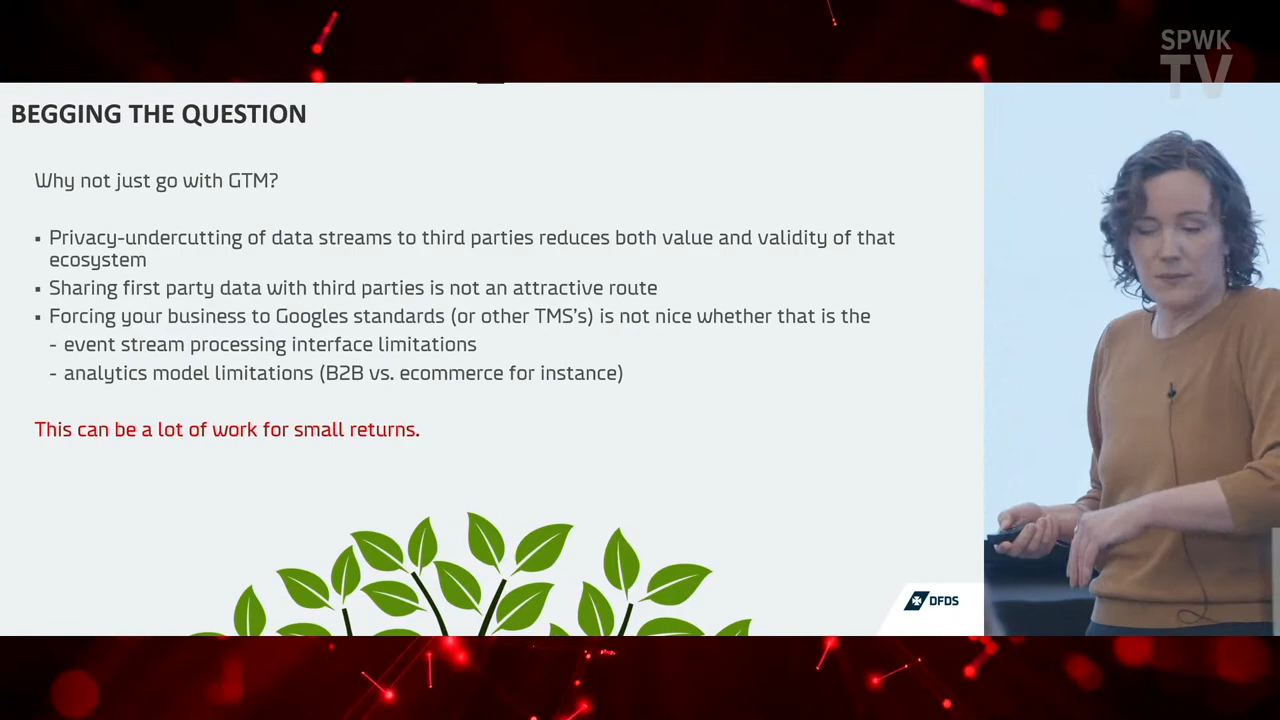 SPWK
TV
BEGGING THE QUESTION
Why not just go with GTM?
▪ Privacy-undercutting of data streams to third parties reduces both value and validity of that
ecosystem
▪ Sharing first party data with third parties is not an attractive route
▪ Forcing your business to Googles standards (or other TMS's) is not nice whether that is the
- event stream processing interface limitations
- analytics model limitations (B2B vs. ecommerce for instance)
This can be a lot of work for small returns.
DFDS